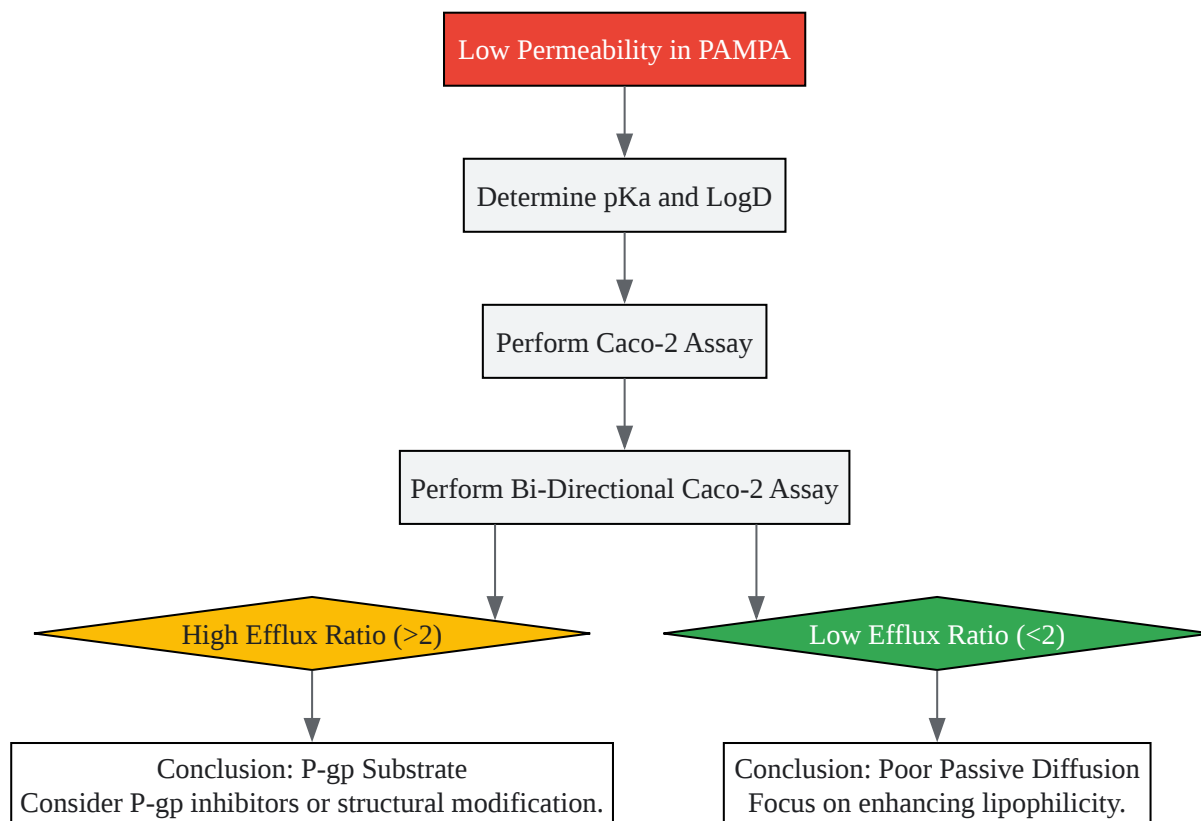 Low Permeability in PAMPA
Determine pKa and LogD
Perform Caco-2 Assay
Perform Bi-Directional Caco-2 Assay
High Efflux Ratio (>2)
Low Efflux Ratio (<2)
Conclusion: P-gp Substrate
Consider P-gp inhibitors or structural modification.
Conclusion: Poor Passive Diffusion
Focus on enhancing lipophilicity.